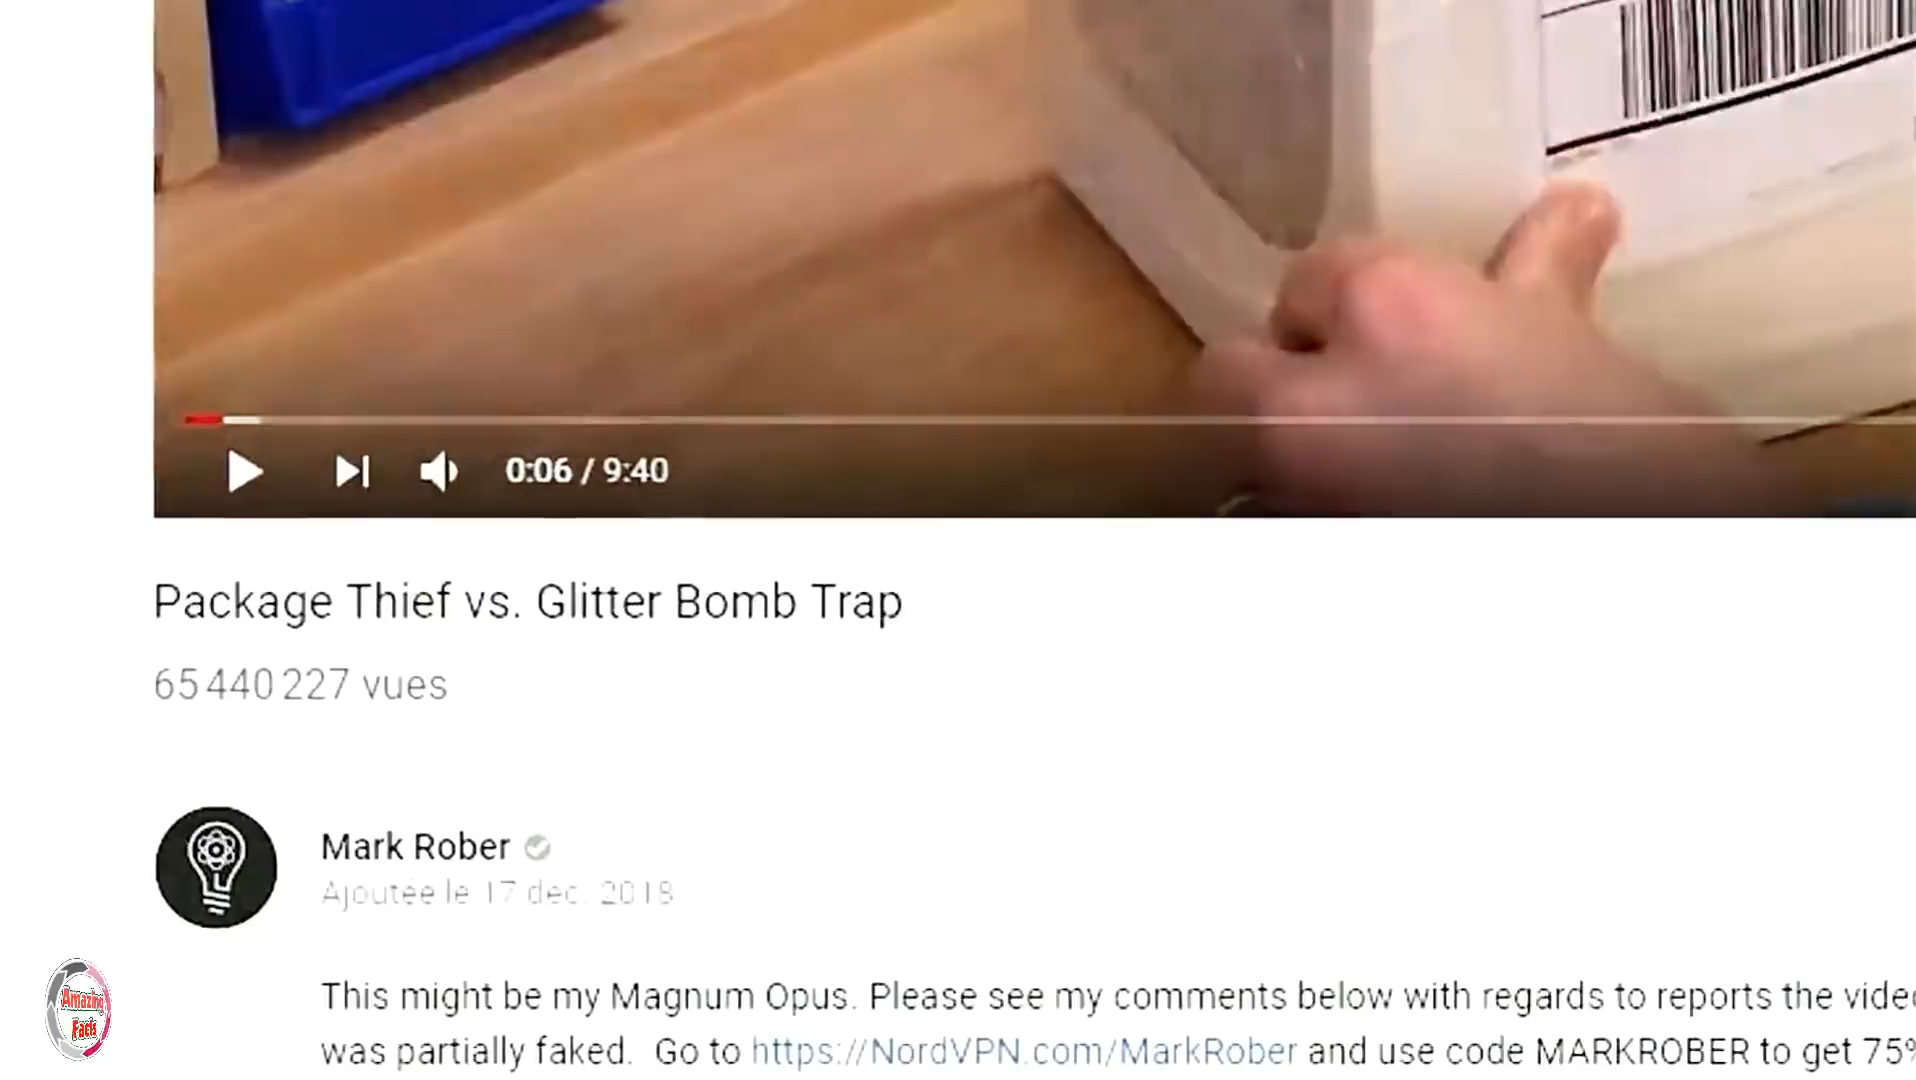 0:06 / 9:40
Package Thief vs. Glitter Bomb Trap
65 440 227 vues
Mark Rober
Ajoutée le 17 déc. 2018
This might be my Magnum Opus. Please see my comments below with regards to reports the video
was partially faked. Go to https://NordVPN.com/MarkRober and use code MARKROBER to get 75%
Amazing
Facts